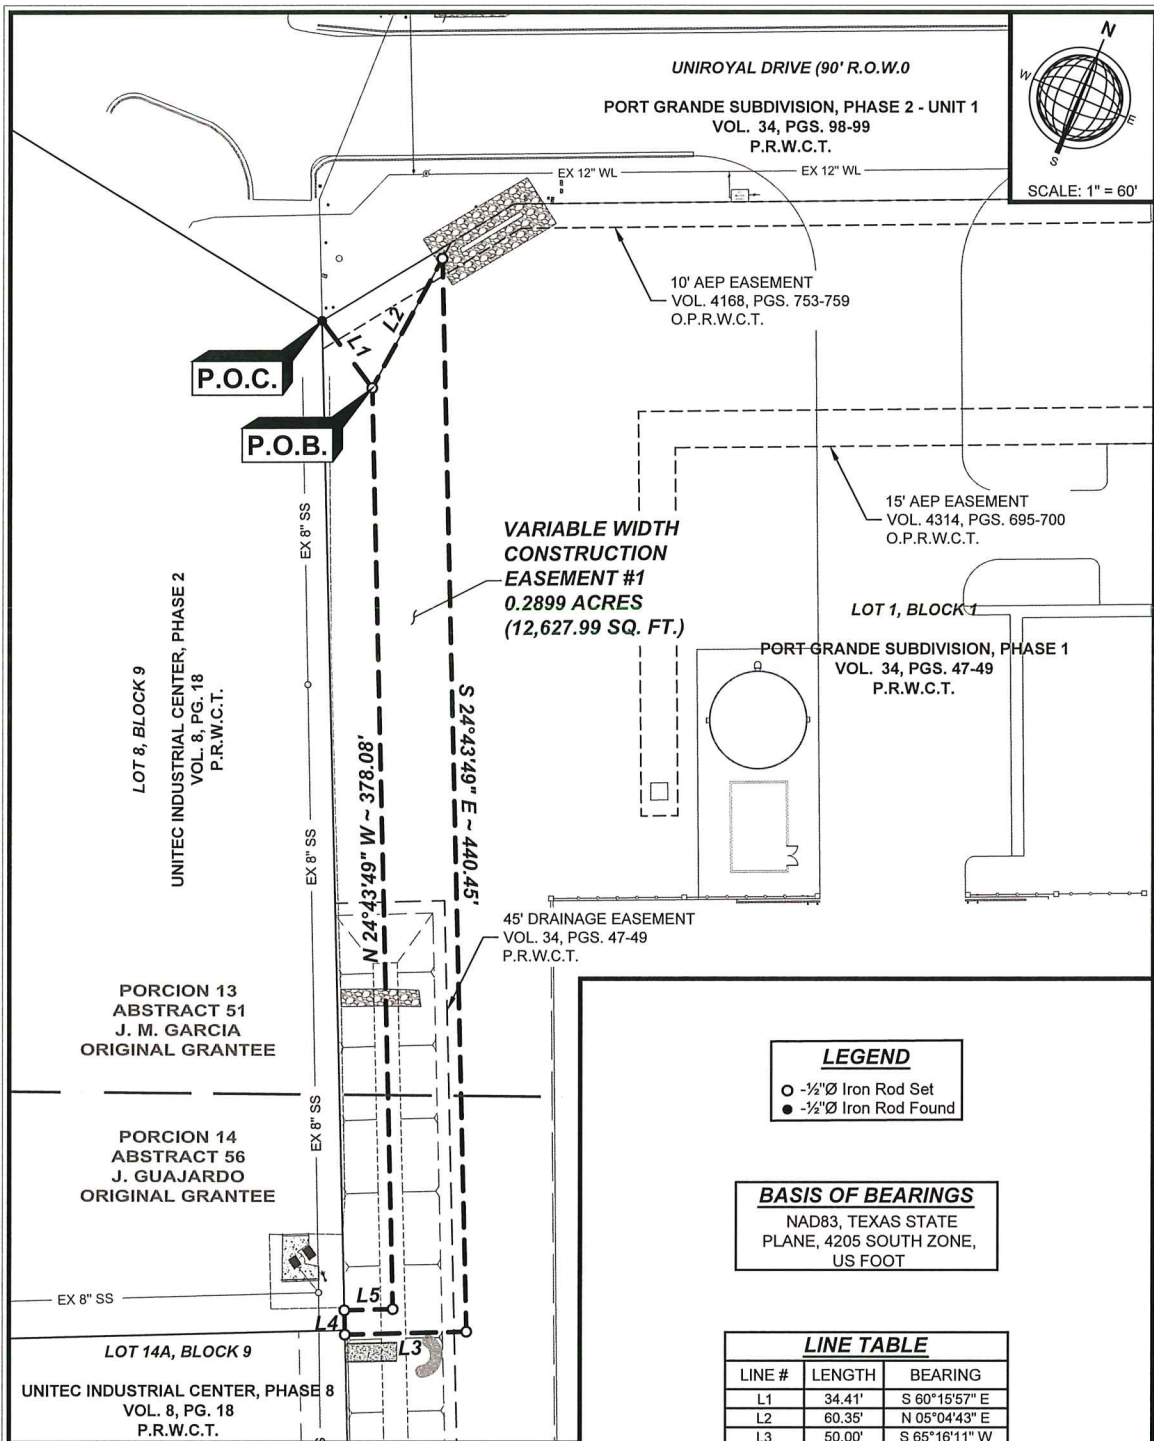 UNIROYAL DRIVE (90' R.O.W.0
PORT GRANDE SUBDIVISION, PHASE 2 - UNIT 1
VOL. 34, PGS. 98-99
P.R.W.C.T.
N
W
E
S
SCALE: 1" = 60'
EX 12" WL
EX 12" WL
10' AEP EASEMENT
VOL. 4168, PGS. 753-759
O.P.R.W.C.T.
L2
L1
P.O.C.
P.O.B.
EX 8" SS
15' AEP EASEMENT
VOL. 4314, PGS. 695-700
O.P.R.W.C.T.
VARIABLE WIDTH
CONSTRUCTION
EASEMENT #1
0.2899 ACRES
(12,627.99 SQ. FT.)
LOT 1, BLOCK 1
PORT GRANDE SUBDIVISION, PHASE 1
VOL. 34, PGS. 47-49
P.R.W.C.T.
LOT 8, BLOCK 9
UNITEC INDUSTRIAL CENTER, PHASE 2
VOL. 8, PG. 18
P.R.W.C.T.
EX 8" SS
N 24°43'49" W ~ 378.08'
S 24°43'49" E ~ 440.45'
45' DRAINAGE EASEMENT
VOL. 34, PGS. 47-49
P.R.W.C.T.
PORCION 13
ABSTRACT 51
J. M. GARCIA
ORIGINAL GRANTEE
EX 8" SS
PORCION 14
ABSTRACT 56
J. GUAJARDO
ORIGINAL GRANTEE
LEGEND
-½"Ø Iron Rod Set
-½"Ø Iron Rod Found
BASIS OF BEARINGS
NAD83, TEXAS STATE
PLANE, 4205 SOUTH ZONE,
US FOOT
EX 8" SS
L5
L4
L3
LOT 14A, BLOCK 9
UNITEC INDUSTRIAL CENTER, PHASE 8
VOL. 8, PG. 18
P.R.W.C.T.
LINE TABLE
LINE # LENGTH BEARING
L1 34.41' S 60°15'57" E
L2 60.35' N 05°04'43" E
L3 50.00' S 65°16'11" W